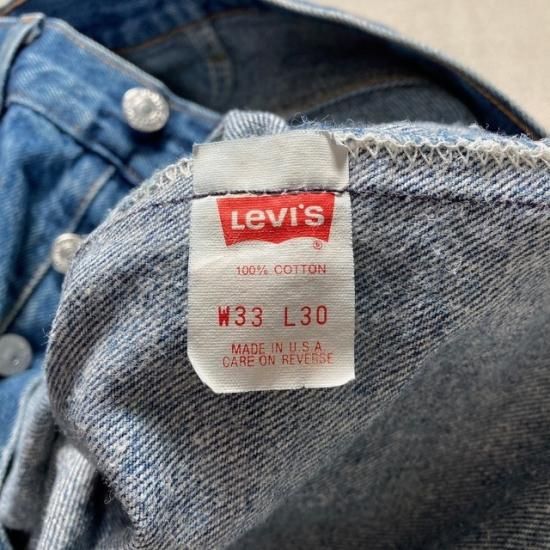 Levi's
®
100% COTTON
W33 L30
MADE IN U.S.A.
CARE ON REVERSE